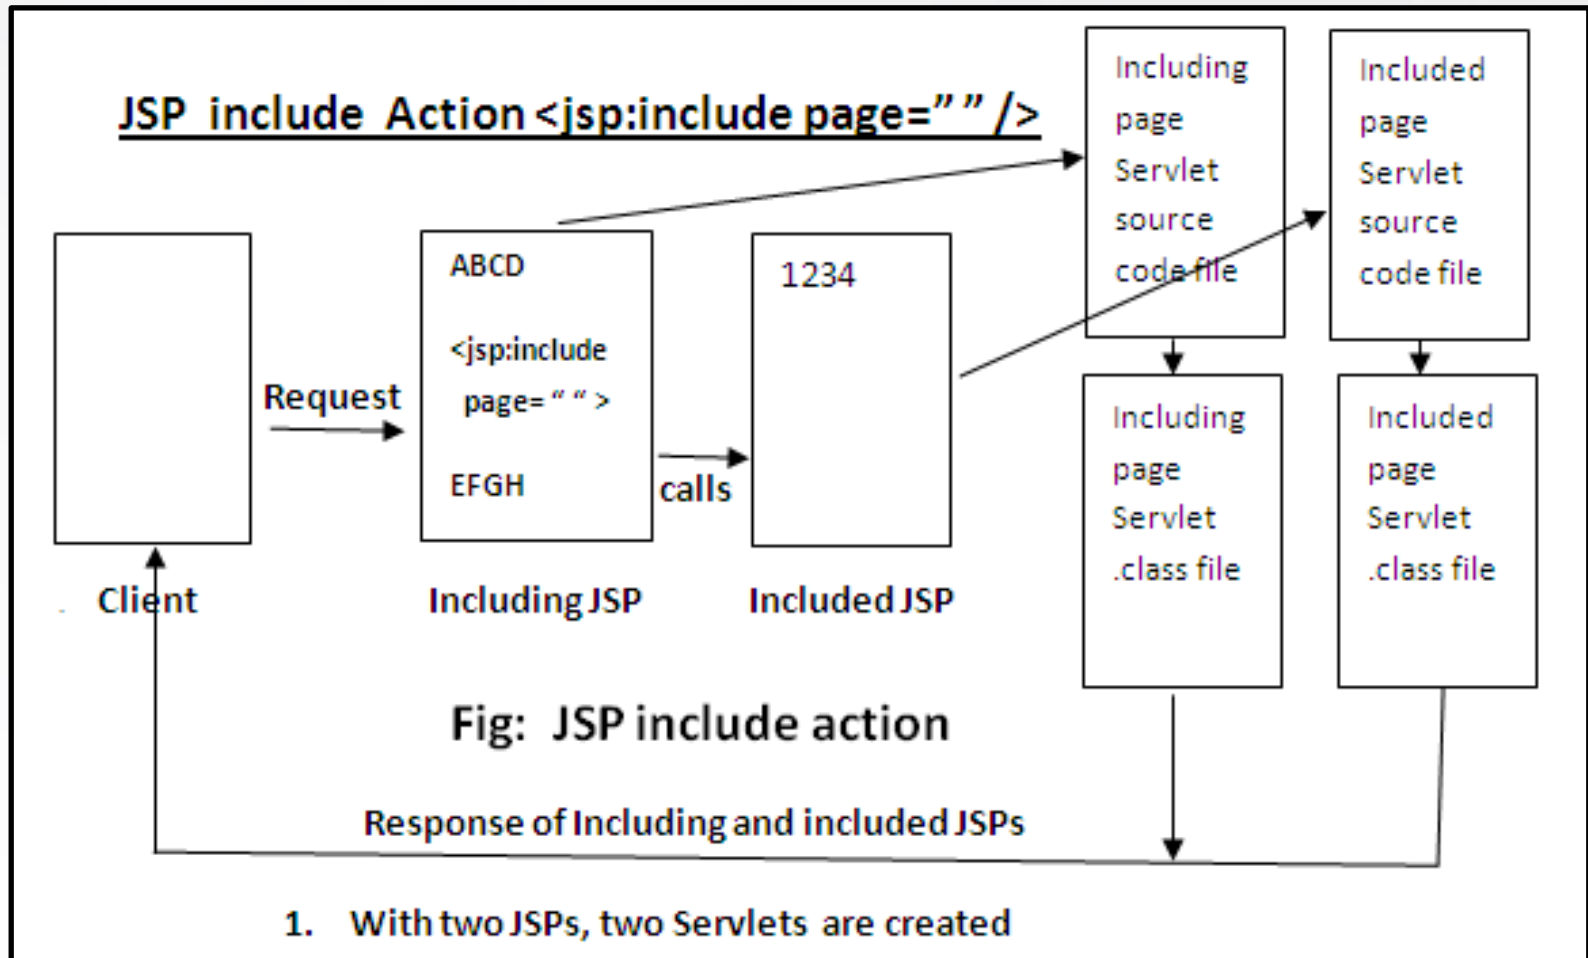 JSP include Action <jsp:include page=” ” />
Including
page
Servlet
source
code file
Included
page
Servlet
source
code file
ABCD
<jsp:include
page= “ “ >
EFGH
1234
Request
calls
Including
page
Servlet
.class file
Included
page
Servlet
.class file
. Client
Including JSP
Included JSP
Fig: JSP include action
Response of Including and included JSPs
1. With two JSPs, two Servlets are created